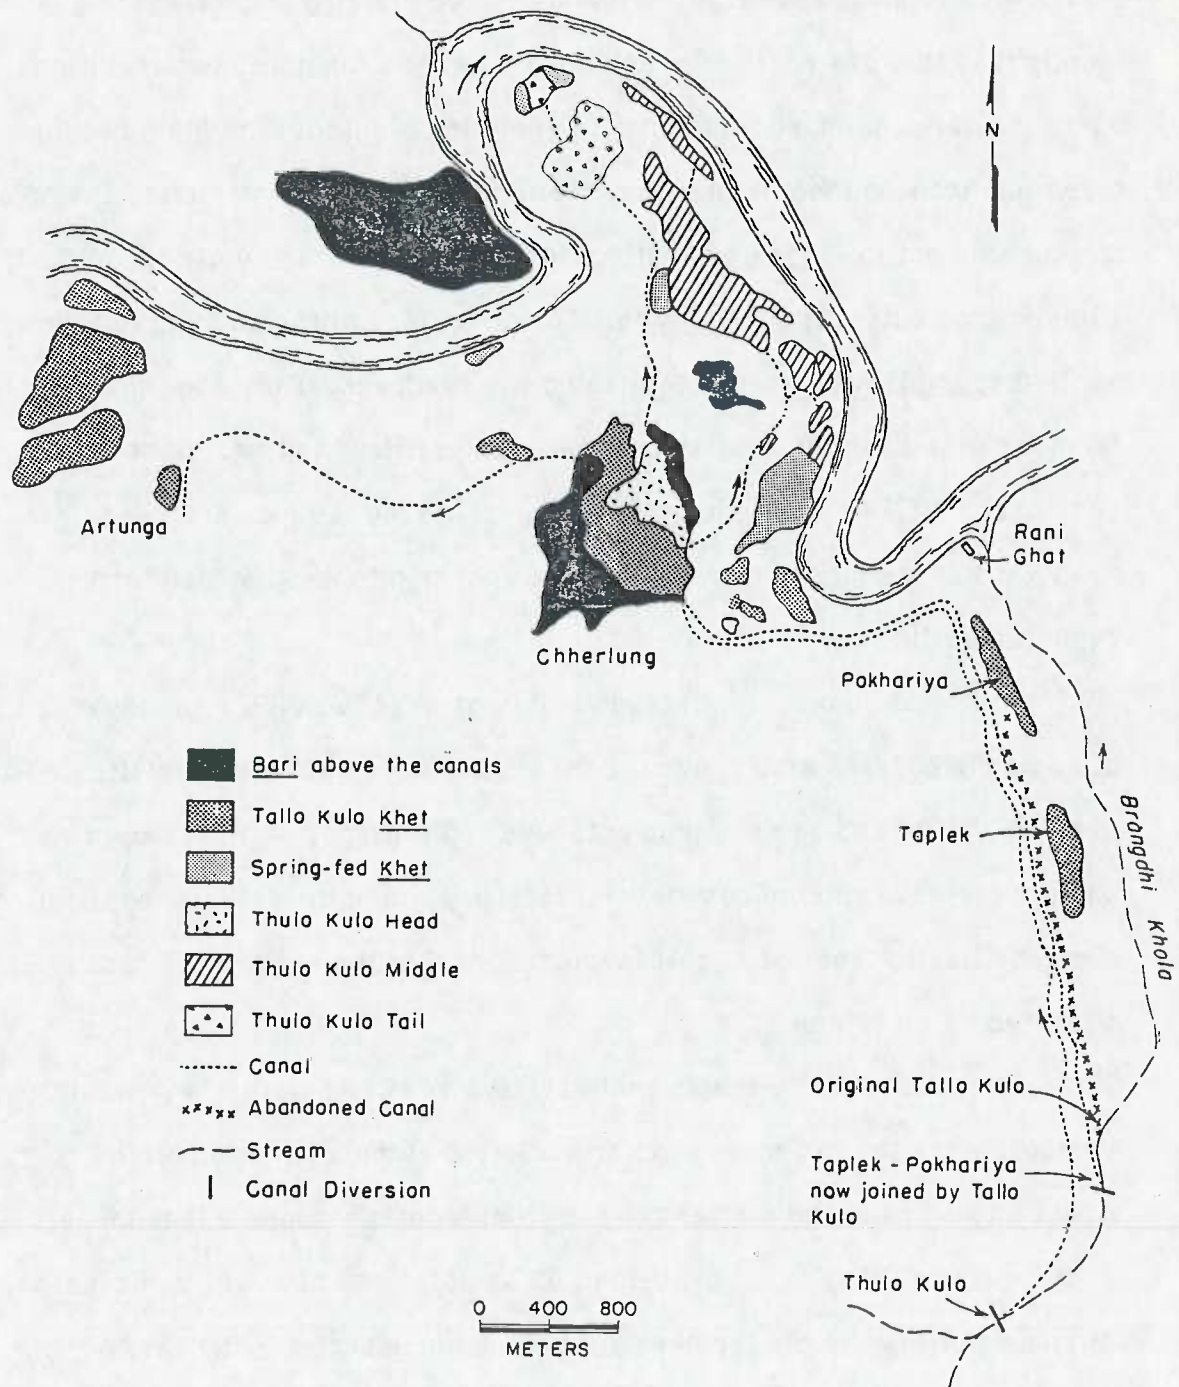 N
Artunga
Rani
Ghat
Chherlung
Pokhariya
Bari above the canals
Tallo Kulo Khet
Spring-fed Khet
Thulo Kulo Head
Thulo Kulo Middle
Thulo Kulo Tail
Canal
Abandoned Canal
Stream
Canal Diversion
Taplek
Brangdhi Khola
Original Tallo Kulo
Taplek - Pokhariya
now joined by Tallo
Kulo
Thulo Kulo
0 400 800
METERS